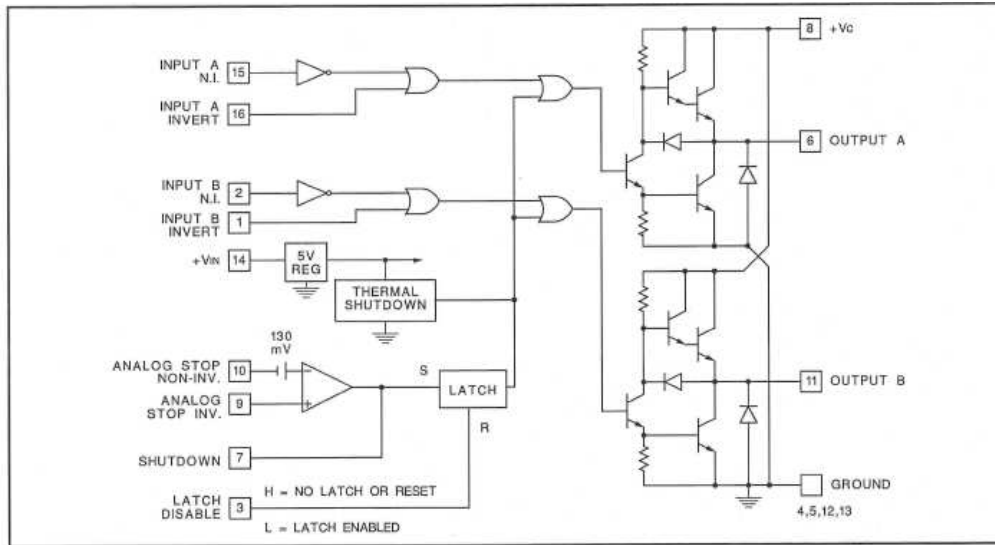 INPUT A
N.I.
15
INPUT A
INVERT
16
INPUT B
N.I.
2
INPUT B
INVERT
1
+VIN
14
5V
REG
THERMAL
SHUTDOWN
130
mV
ANALOG STOP
NON-INV.
10
−
ANALOG
STOP INV.
9
+
S
LATCH
R
SHUTDOWN
7
LATCH
DISABLE
3
H = NO LATCH OR RESET
L = LATCH ENABLED
8
+VC
6
OUTPUT A
11
OUTPUT B
GROUND
4,5,12,13